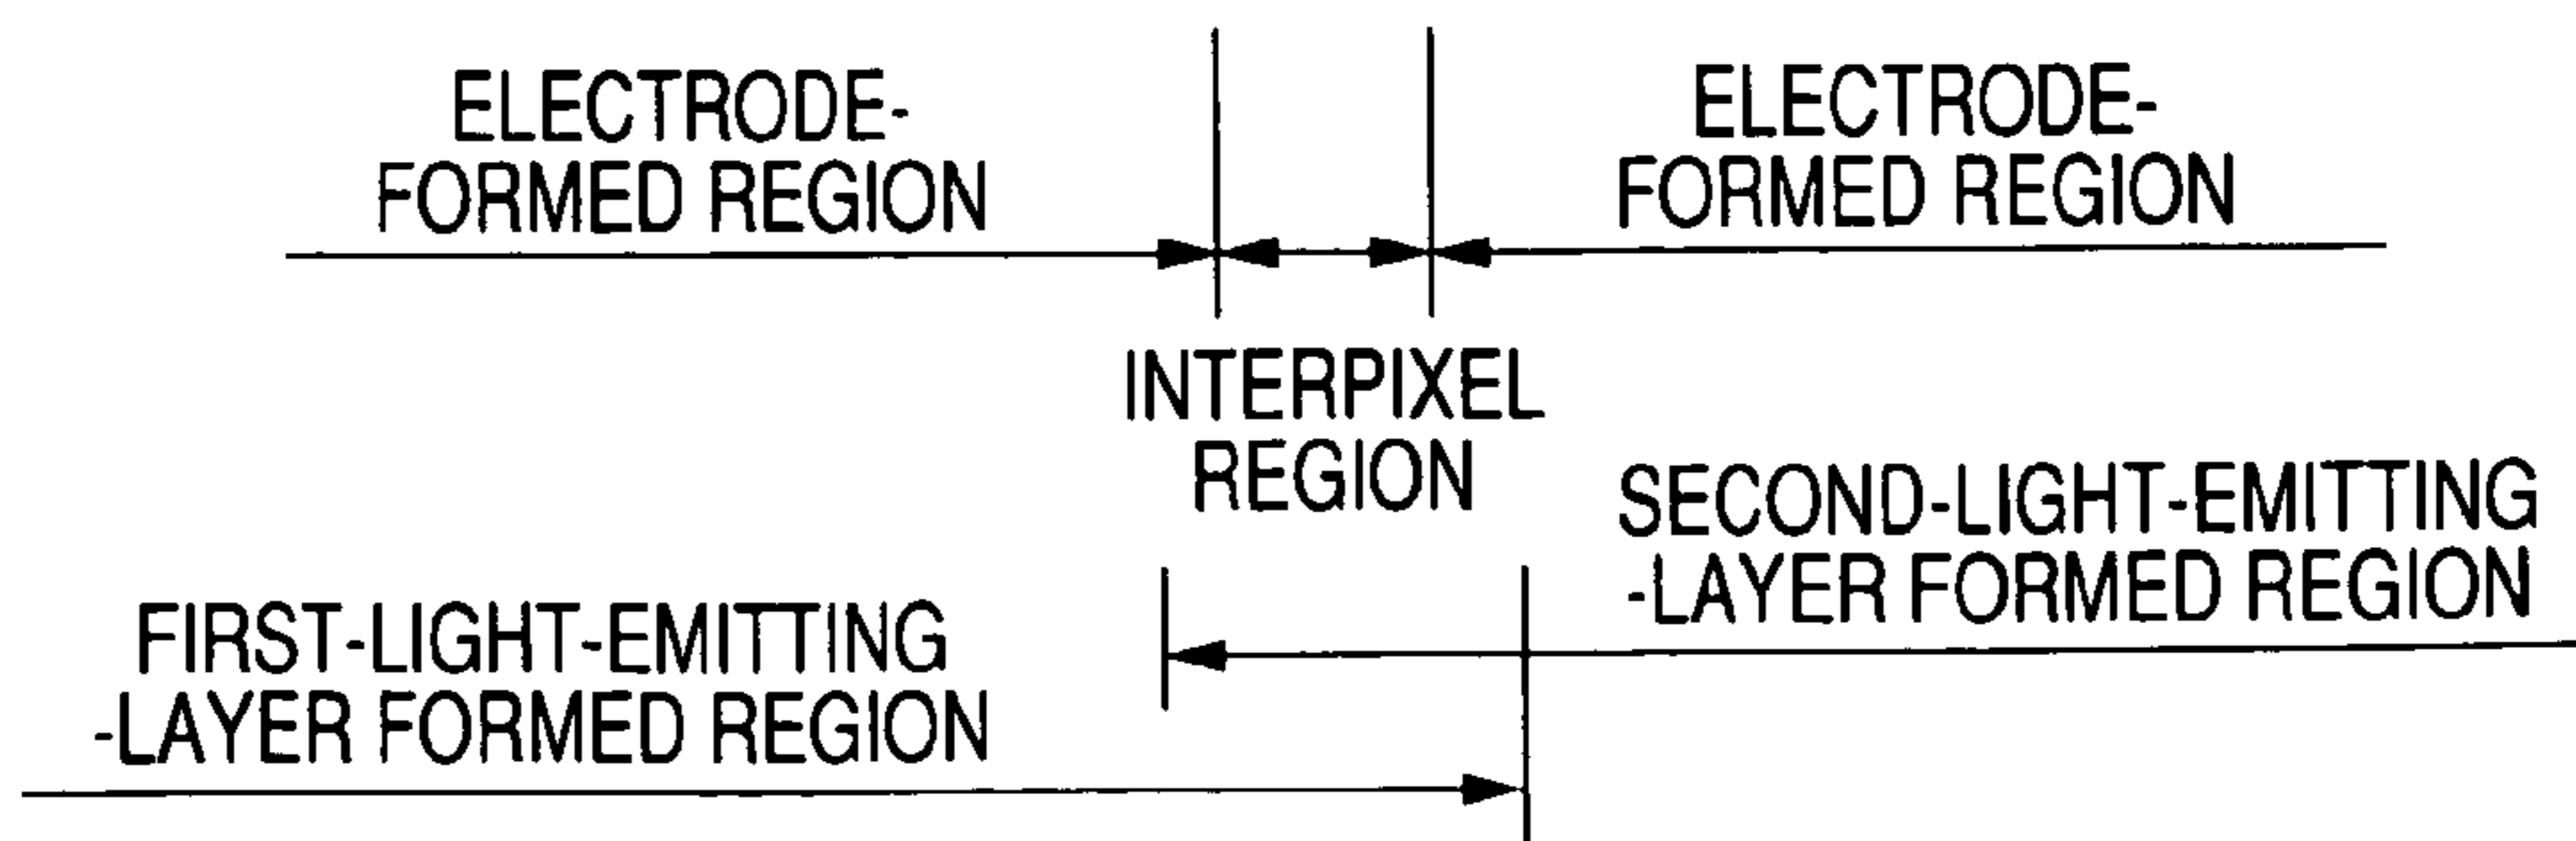 ELECTRODE-
FORMED REGION
ELECTRODE-
FORMED REGION
INTERPIXEL
REGION
SECOND-LIGHT-EMITTING
-LAYER FORMED REGION
FIRST-LIGHT-EMITTING
-LAYER FORMED REGION